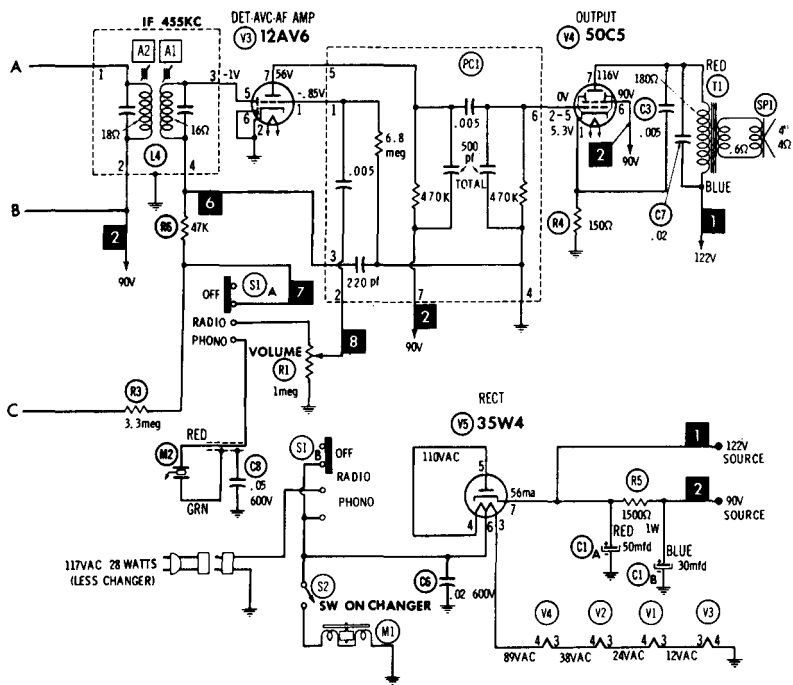 IF 455KC
DET-AVC-AF AMP
V3 12AV6
OUTPUT
V4 50C5
A
A2 A1
1
3 -1V
18Ω
16Ω
L4
2
4
7 56V
5
6
2
-.85V
1
5
1
PC1
.005
6.8
meg
.005
500
pf
TOTAL
470K
470K
6
7 116V
0V
2-5
5.3V
1
90V
6
2
90V
C3
.005
180Ω
RED
T1
.6Ω
SP1
4"
4Ω
BLUE
C7
.02
1
122V
R4
150Ω
B
2
90V
R6
47K
6
3
220 pf
2
7
4
2
90V
OFF
S1 A
7
RADIO
PHONO
VOLUME
R1
1meg
8
C
R3
3.3meg
RED
M2
GRN
C8
.05
600V
S1
B
OFF
RADIO
PHONO
117VAC 28 WATTS
(LESS CHANGER)
S2
SW ON CHANGER
M1
C6
.02 600V
RECT
V5 35W4
110VAC
5
4
6
3
56ma
7
1
122V
SOURCE
R5
2
90V
SOURCE
1500Ω
1W
RED
C1 A
50mfd
BLUE
C1 B
30mfd
V4 V2 V1 V3
4 3 4 3 4 3 3 4
89VAC 38VAC 24VAC 12VAC